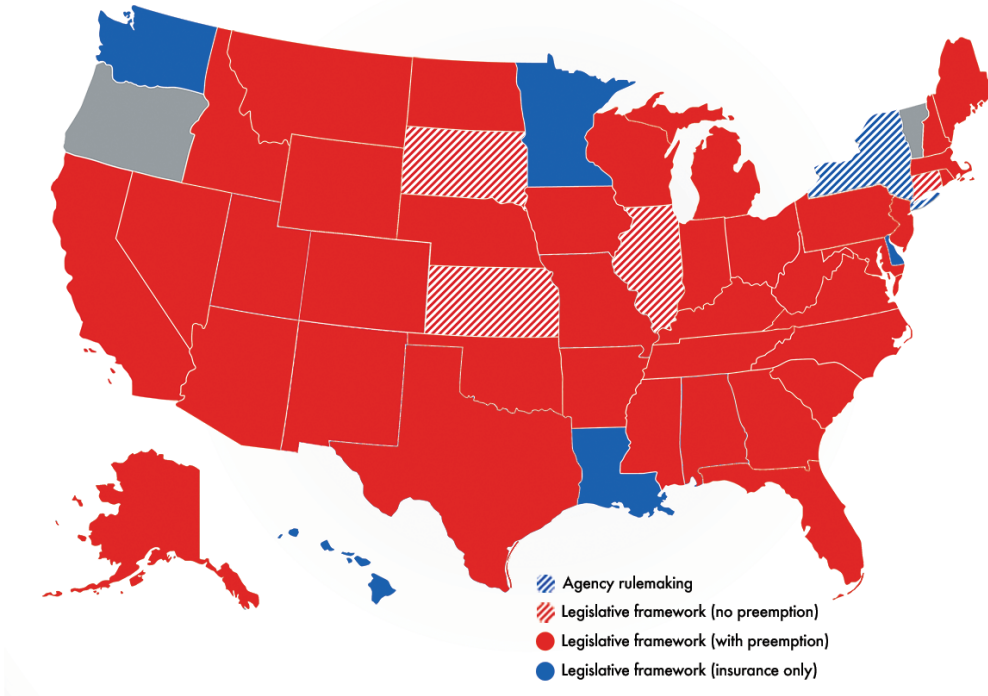 Agency rulemaking
Legislative framework (no preemption)
Legislative framework (with preemption)
Legislative framework (insurance only)